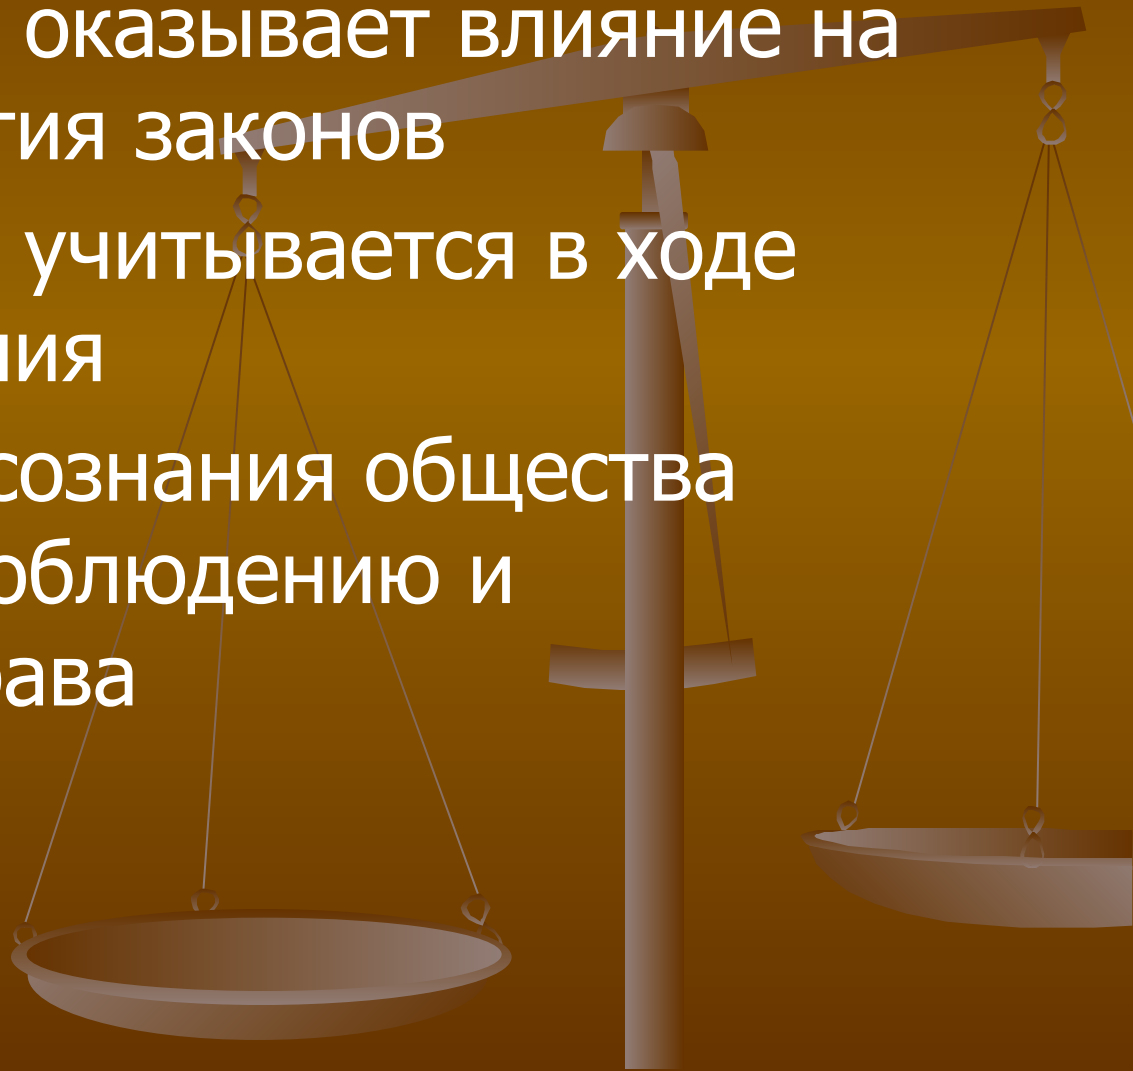 оказывает влияние на
тия законов
учитывается в ходе
ния
сознания общества
облюдению и
рава